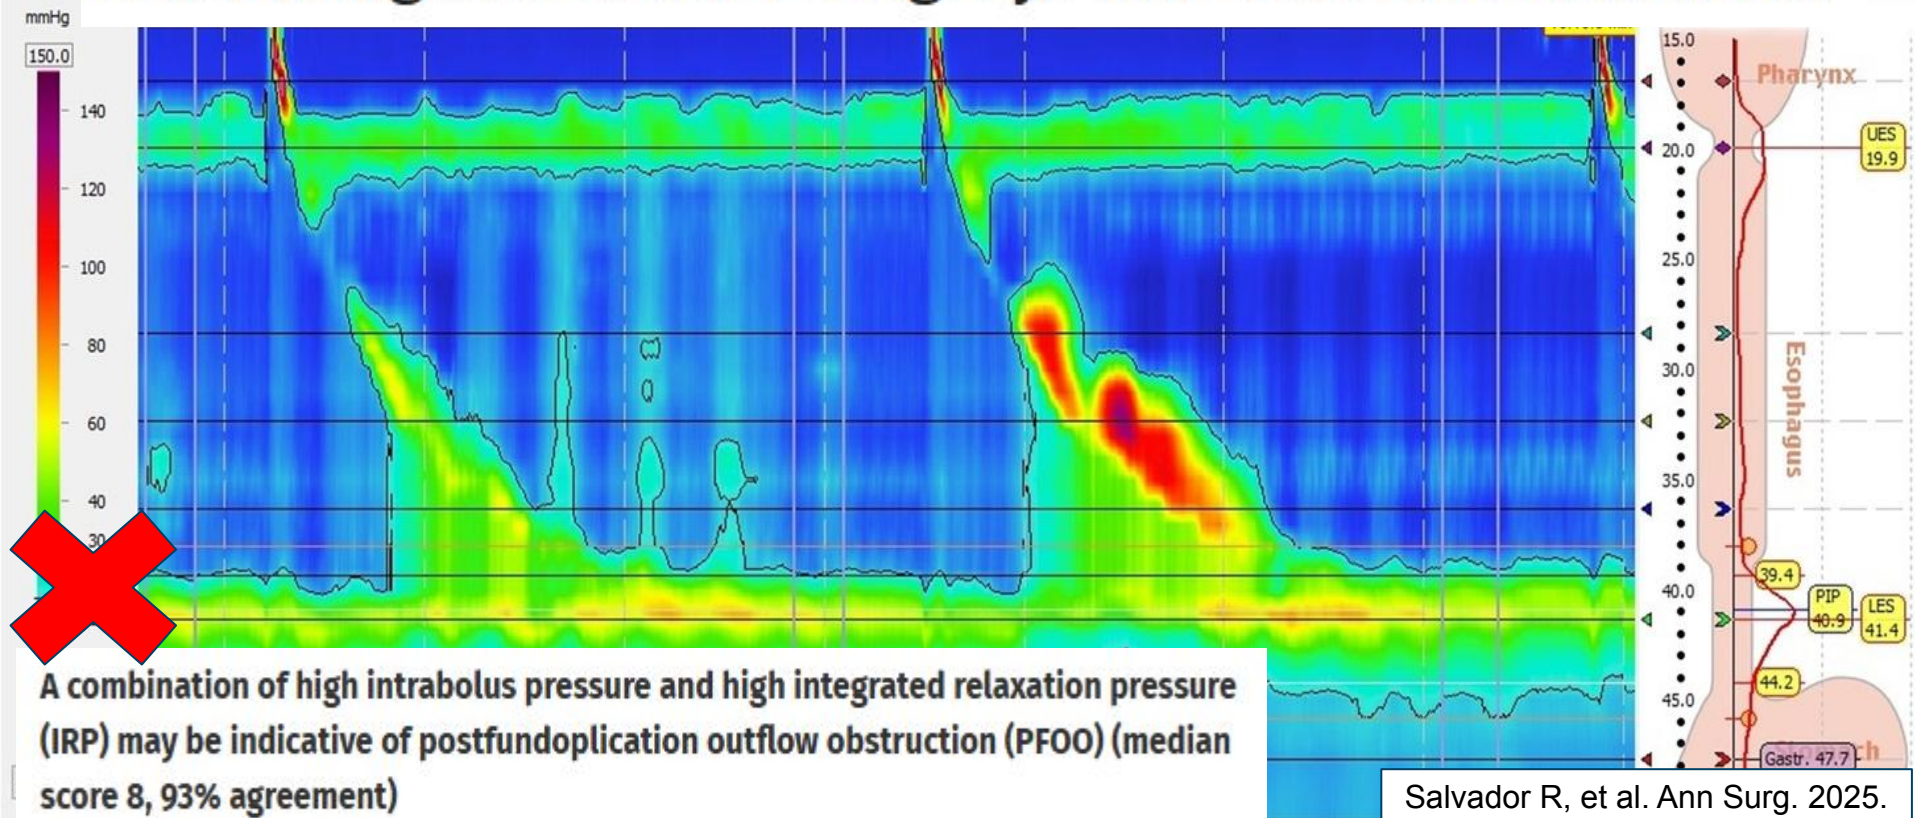 mmHg
150.0
140
120
100
80
60
40
30
15.0
Pharynx
UES
19.9
20.0
25.0
30.0
Esophagus
35.0
39.4
40.0
PIP
40.9
LES
41.4
44.2
45.0
Gastr. 47.7
A combination of high intrabolus pressure and high integrated relaxation pressure
(IRP) may be indicative of postfundoplication outflow obstruction (PFOO) (median
score 8, 93% agreement)
Salvador R, et al. Ann Surg. 2025.